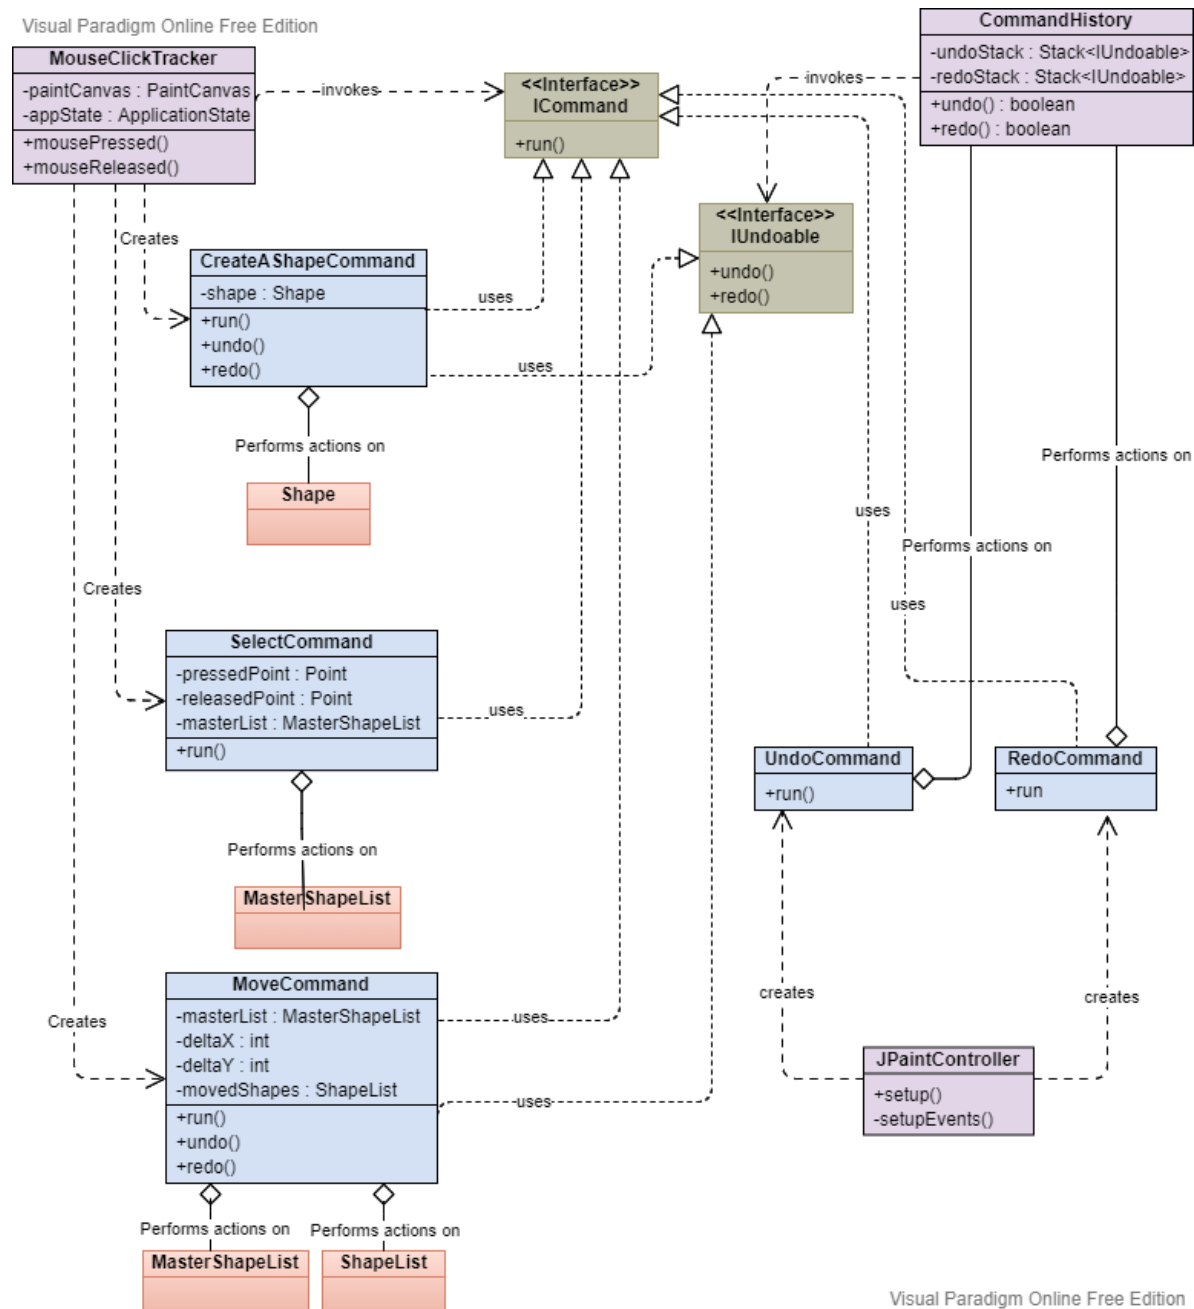 Visual Paradigm Online Free Edition
MouseClickTracker
-paintCanvas : PaintCanvas
-appState : ApplicationState
+mousePressed()
+mouseReleased()
invokes
<<Interface>>
ICommand
+run()
invokes
CommandHistory
-undoStack : Stack<IUndoable>
-redoStack : Stack<IUndoable>
+undo() : boolean
+redo() : boolean
<<Interface>>
IUndoable
+undo()
+redo()
Creates
CreateAShapeCommand
-shape : Shape
+run()
+undo()
+redo()
uses
uses
Performs actions on
Shape
Performs actions on
uses
Performs actions on
uses
Creates
SelectCommand
-pressedPoint : Point
-releasedPoint : Point
-masterList : MasterShapeList
+run()
uses
UndoCommand
+run()
RedoCommand
+run
Performs actions on
MasterShapeList
Creates
MoveCommand
-masterList : MasterShapeList
-deltaX : int
-deltaY : int
-movedShapes : ShapeList
+run()
+undo()
+redo()
uses
uses
creates
creates
JPaintController
+setup()
-setupEvents()
Performs actions on
Performs actions on
MasterShapeList
ShapeList
Visual Paradigm Online Free Edition